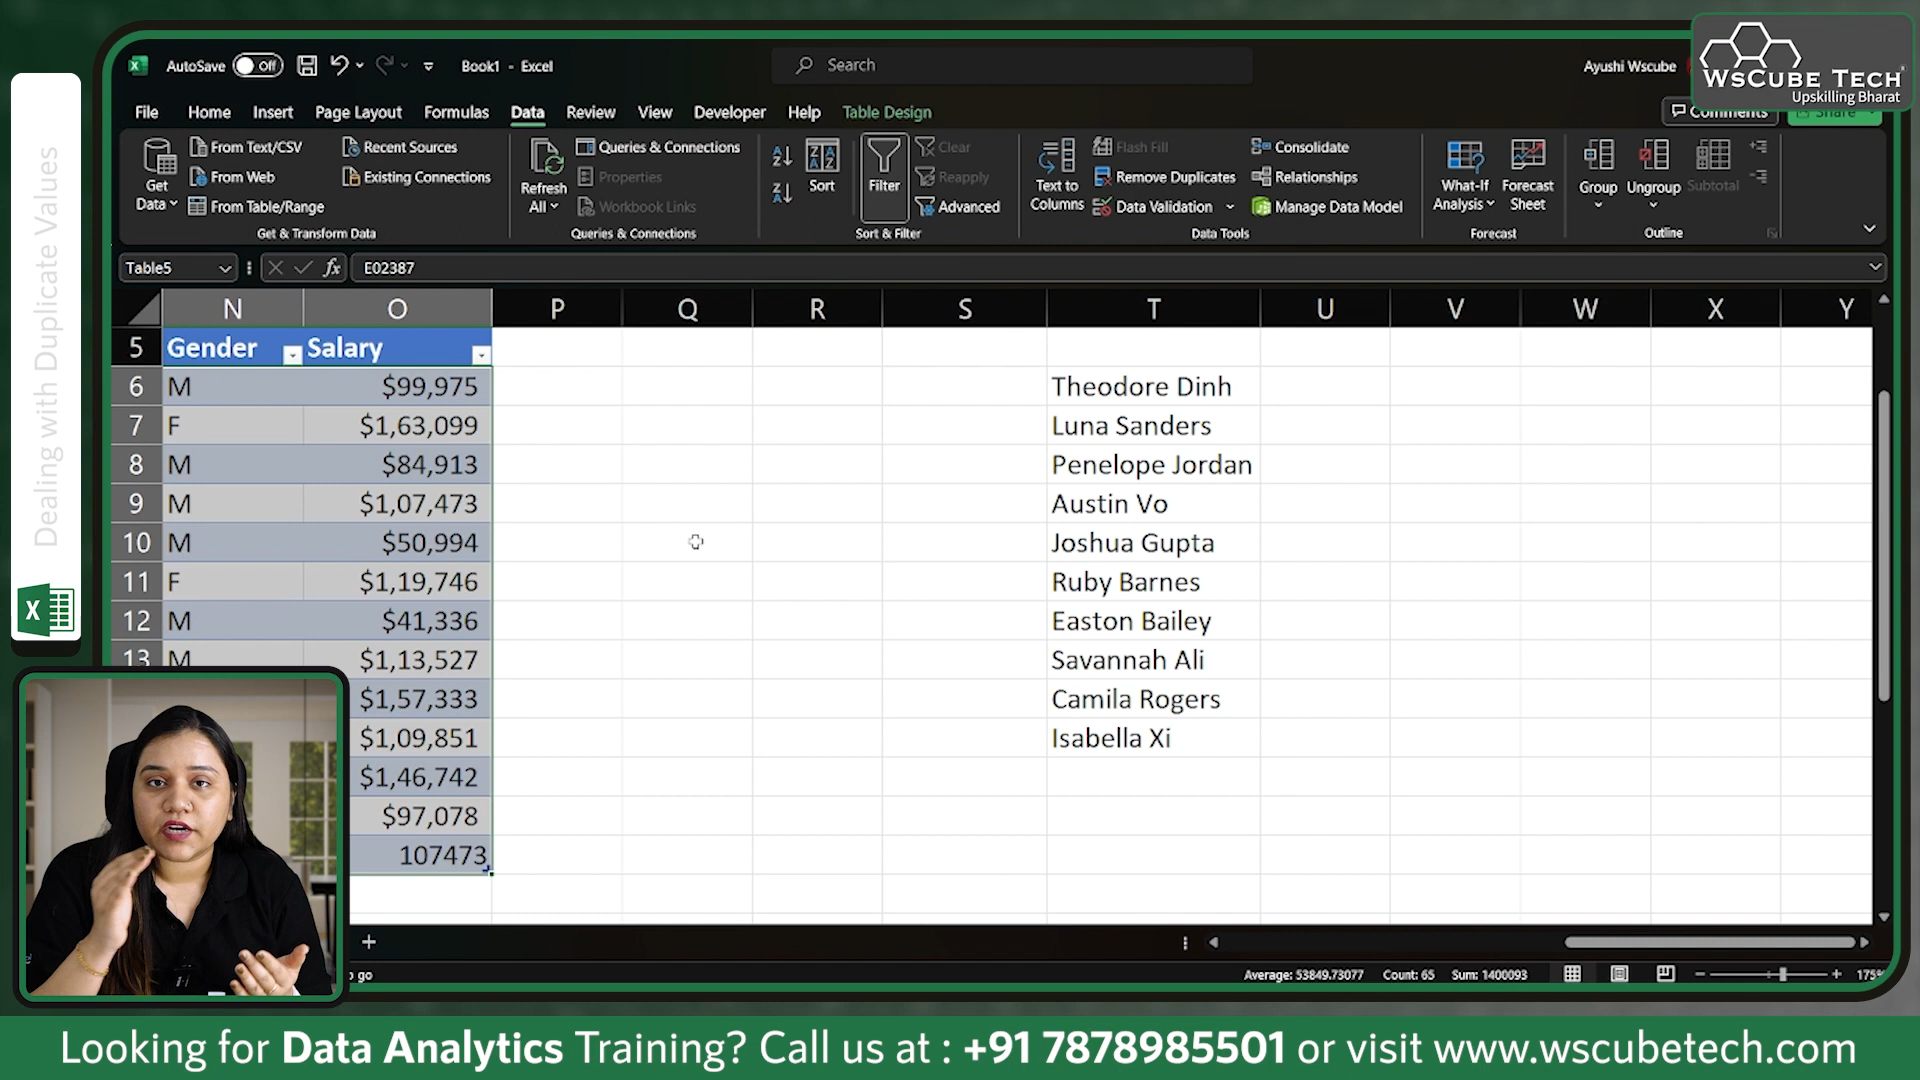 AutoSave Off Book1 - Excel Search Ayushi Wscube
WsCube Tech
Upskilling Bharat
File Home Insert Page Layout Formulas Data Review View Developer Help Table Design Comments Share
Get Data
From Text/CSV
From Web
From Table/Range
Recent Sources
Existing Connections
Get & Transform Data
Refresh All
Queries & Connections
Properties
Workbook Links
Queries & Connections
Sort
Filter
Clear
Reapply
Advanced
Sort & Filter
Text to Columns
Flash Fill
Remove Duplicates
Data Validation
Consolidate
Relationships
Manage Data Model
Data Tools
What-If Analysis
Forecast Sheet
Forecast
Group
Ungroup
Subtotal
Outline
Dealing with Duplicate Values
Table5 fx E02387
N O P Q R S T U V W X Y
5 Gender Salary
6 M $99,975 Theodore Dinh
7 F $1,63,099 Luna Sanders
8 M $84,913 Penelope Jordan
9 M $1,07,473 Austin Vo
10 M $50,994 Joshua Gupta
11 F $1,19,746 Ruby Barnes
12 M $41,336 Easton Bailey
13 M $1,13,527 Savannah Ali
$1,57,333 Camila Rogers
$1,09,851 Isabella Xi
$1,46,742
$97,078
107473
go Average: 53849.73077 Count: 65 Sum: 1400093 175%
Looking for Data Analytics Training? Call us at : +91 7878985501 or visit www.wscubetech.com